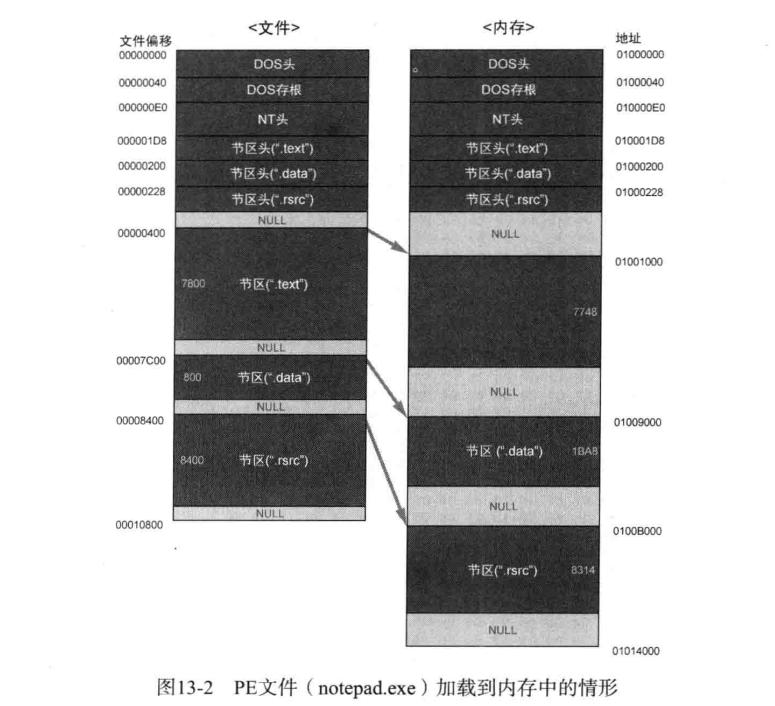 <文件>
<内存>
文件偏移
地址
00000000
DOS头
DOS头
01000000
00000040
DOS存根
DOS存根
01000040
000000E0
NT头
NT头
010000E0
000001D8
节区头(“.text”)
节区头(“.text”)
010001D8
00000200
节区头(“.data”)
节区头(“.data”)
01000200
00000228
节区头(“.rsrc”)
节区头(“.rsrc”)
01000228
NULL
NULL
00000400
01001000
7800
节区(“.text”)
7748
NULL
00007C00
800
节区(“.data”)
NULL
NULL
00008400
01009000
节区 (“.data”)
1BA8
8400
节区(“.rsrc”)
NULL
NULL
00010800
0100B000
节区(“.rsrc”)
8314
NULL
01014000
图13-2 PE文件（notepad.exe）加载到内存中的情形